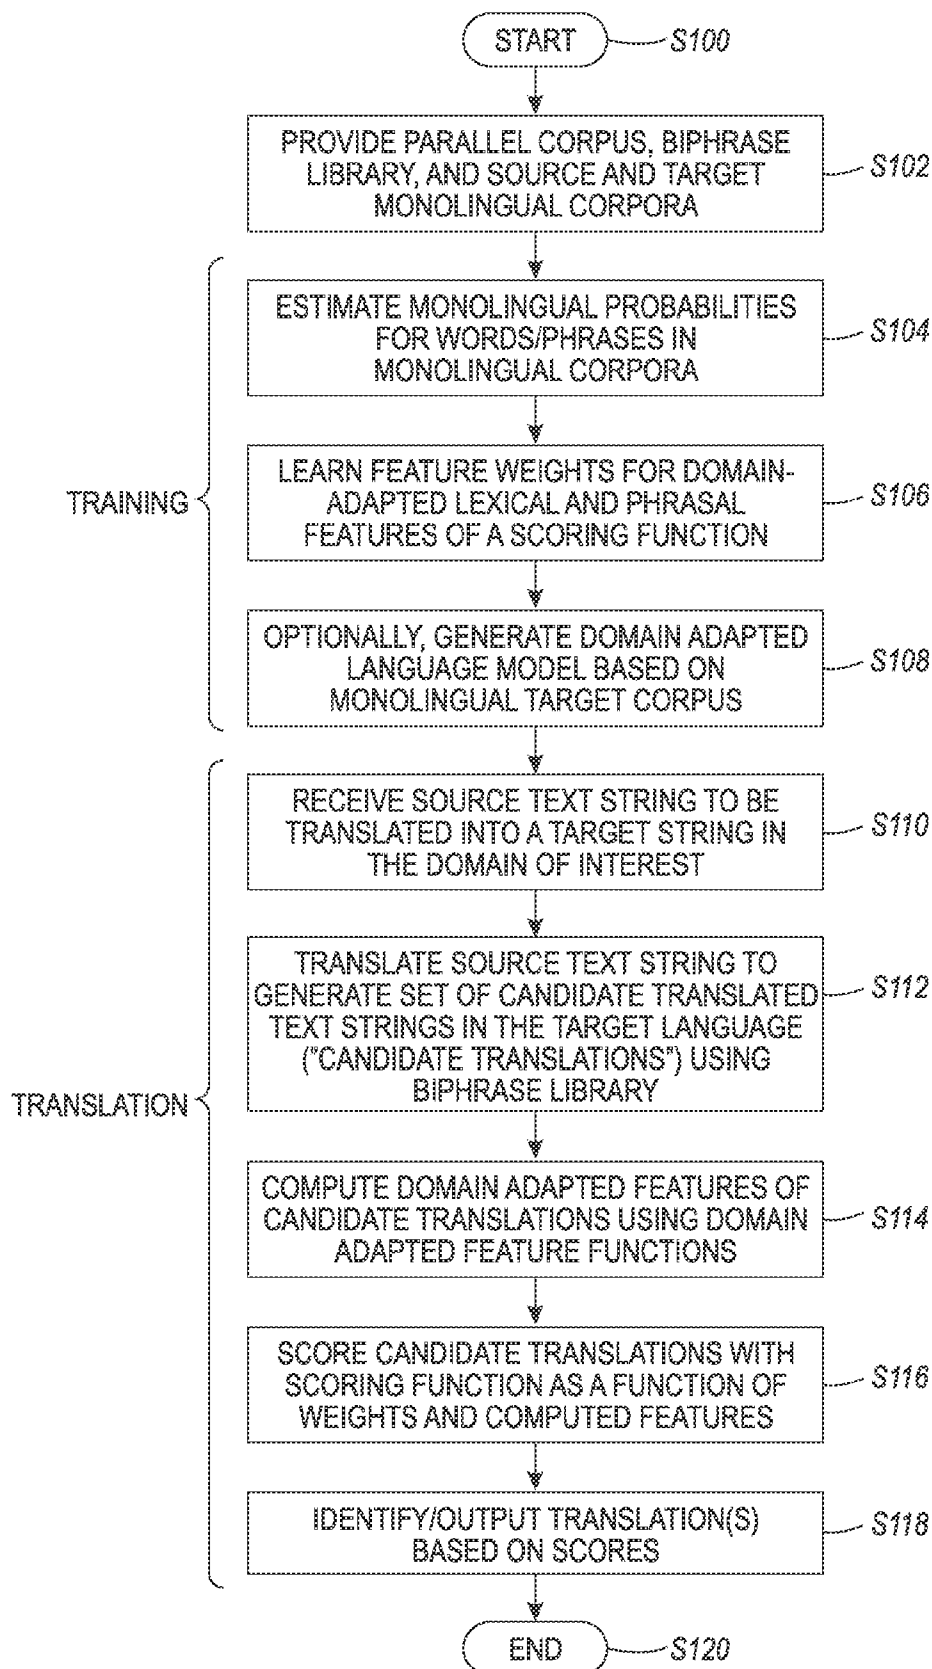 START
S100
PROVIDE PARALLEL CORPUS, BIPHRASE
LIBRARY, AND SOURCE AND TARGET
MONOLINGUAL CORPORA
S102
ESTIMATE MONOLINGUAL PROBABILITIES
FOR WORDS/PHRASES IN
MONOLINGUAL CORPORA
S104
TRAINING
LEARN FEATURE WEIGHTS FOR DOMAIN-
ADAPTED LEXICAL AND PHRASAL
FEATURES OF A SCORING FUNCTION
S106
OPTIONALLY, GENERATE DOMAIN ADAPTED
LANGUAGE MODEL BASED ON
MONOLINGUAL TARGET CORPUS
S108
RECEIVE SOURCE TEXT STRING TO BE
TRANSLATED INTO A TARGET STRING IN
THE DOMAIN OF INTEREST
S110
TRANSLATE SOURCE TEXT STRING TO
GENERATE SET OF CANDIDATE TRANSLATED
TEXT STRINGS IN THE TARGET LANGUAGE
("CANDIDATE TRANSLATIONS") USING
BIPHRASE LIBRARY
S112
TRANSLATION
COMPUTE DOMAIN ADAPTED FEATURES OF
CANDIDATE TRANSLATIONS USING DOMAIN
ADAPTED FEATURE FUNCTIONS
S114
SCORE CANDIDATE TRANSLATIONS WITH
SCORING FUNCTION AS A FUNCTION OF
WEIGHTS AND COMPUTED FEATURES
S116
IDENTIFY/OUTPUT TRANSLATION(S)
BASED ON SCORES
S118
END
S120